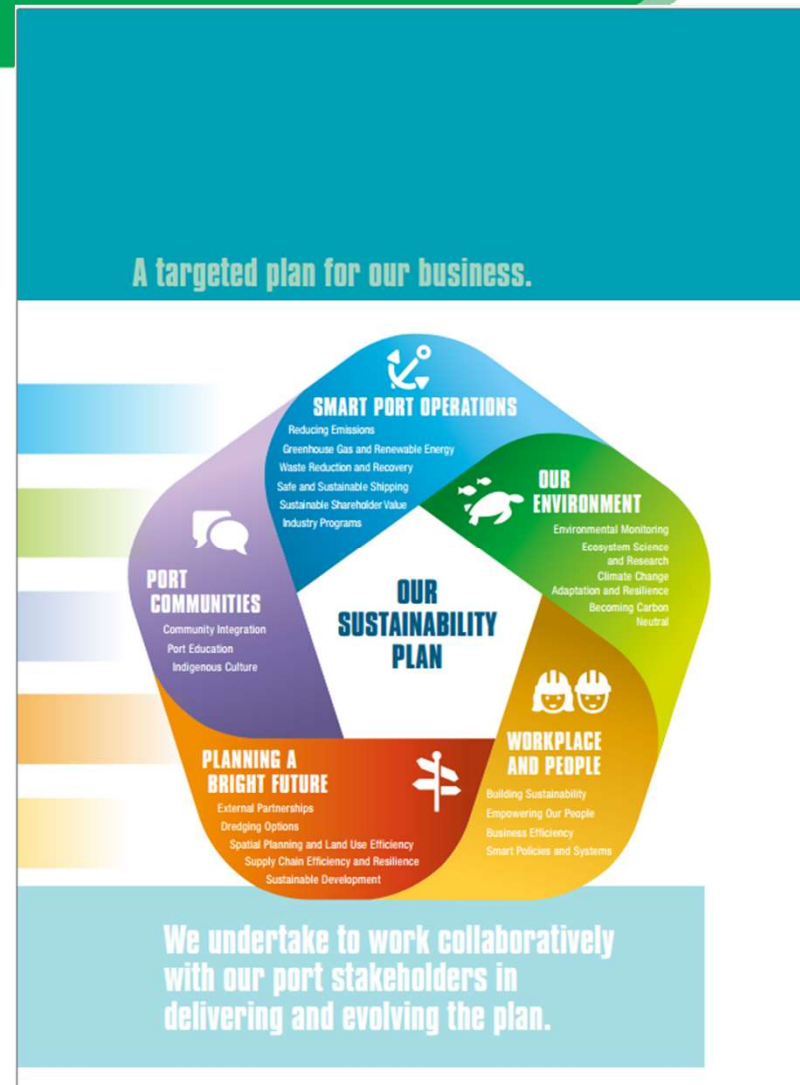 A targeted plan for our business.
SMART PORT OPERATIONS
Reducing Emissions
Greenhouse Gas and Renewable Energy
Waste Reduction and Recovery
Safe and Sustainable Shipping
Sustainable Shareholder Value
Industry Programs
OUR
ENVIRONMENT
Environmental Monitoring
Ecosystem Science
and Research
Climate Change
Adaptation and Resilience
Becoming Carbon
Neutral
PORT
COMMUNITIES
Community Integration
Port Education
Indigenous Culture
OUR
SUSTAINABILITY
PLAN
WORKPLACE
AND PEOPLE
Building Sustainability
Empowering Our People
Business Efficiency
Smart Policies and Systems
PLANNING A
BRIGHT FUTURE
External Partnerships
Dredging Options
Spatial Planning and Land Use Efficiency
Supply Chain Efficiency and Resilience
Sustainable Development
We undertake to work collaboratively
with our port stakeholders in
delivering and evolving the plan.